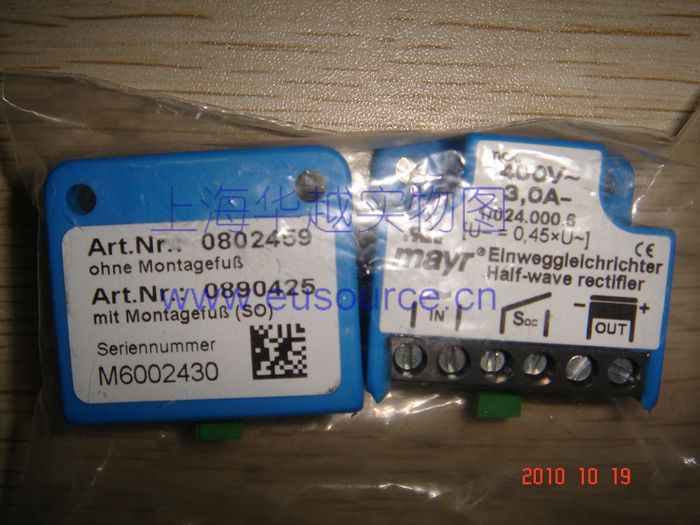 Art.Nr.: 0802459
ohne Montagefuß
Art.Nr. 0890425
mit Montagefuß (SO)
Seriennummer
M6002430
400V~
3,0A-
1/024.000.6
0,45×U~]
mayr® Einweggleichrichter
Half-wave rectifier
CE
IN
SDC
- +
OUT
上海华越实物图
www.eusource.cn
2010 10 19